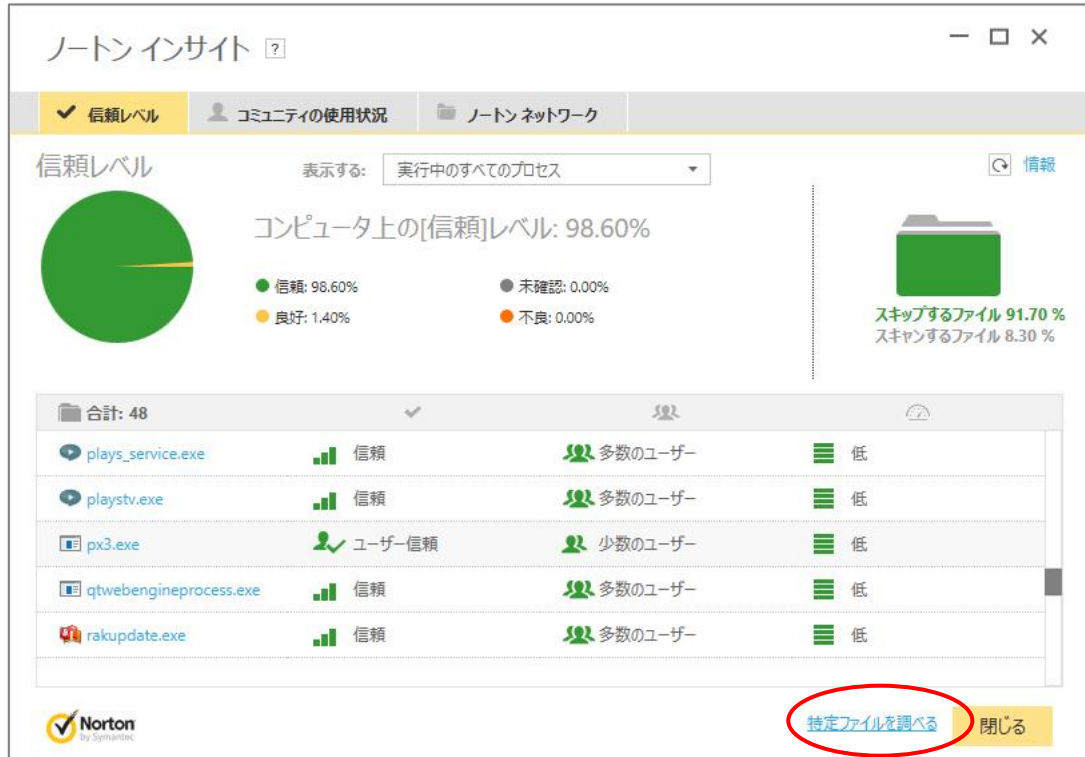 ノートン インサイト ?
信頼レベル コミュニティの使用状況 ノートン ネットワーク
信頼レベル 表示する: 実行中のすべてのプロセス 情報
コンピュータ上の[信頼]レベル: 98.60%
信頼: 98.60% 未確認: 0.00%
良好: 1.40% 不良: 0.00%
スキップするファイル 91.70 %
スキャンするファイル 8.30 %
合計: 48
plays_service.exe 信頼 多数のユーザー 低
playstv.exe 信頼 多数のユーザー 低
px3.exe ユーザー信頼 少数のユーザー 低
qtwebengineprocess.exe 信頼 多数のユーザー 低
rakupdate.exe 信頼 多数のユーザー 低
Norton
by Symantec
特定ファイルを調べる 閉じる